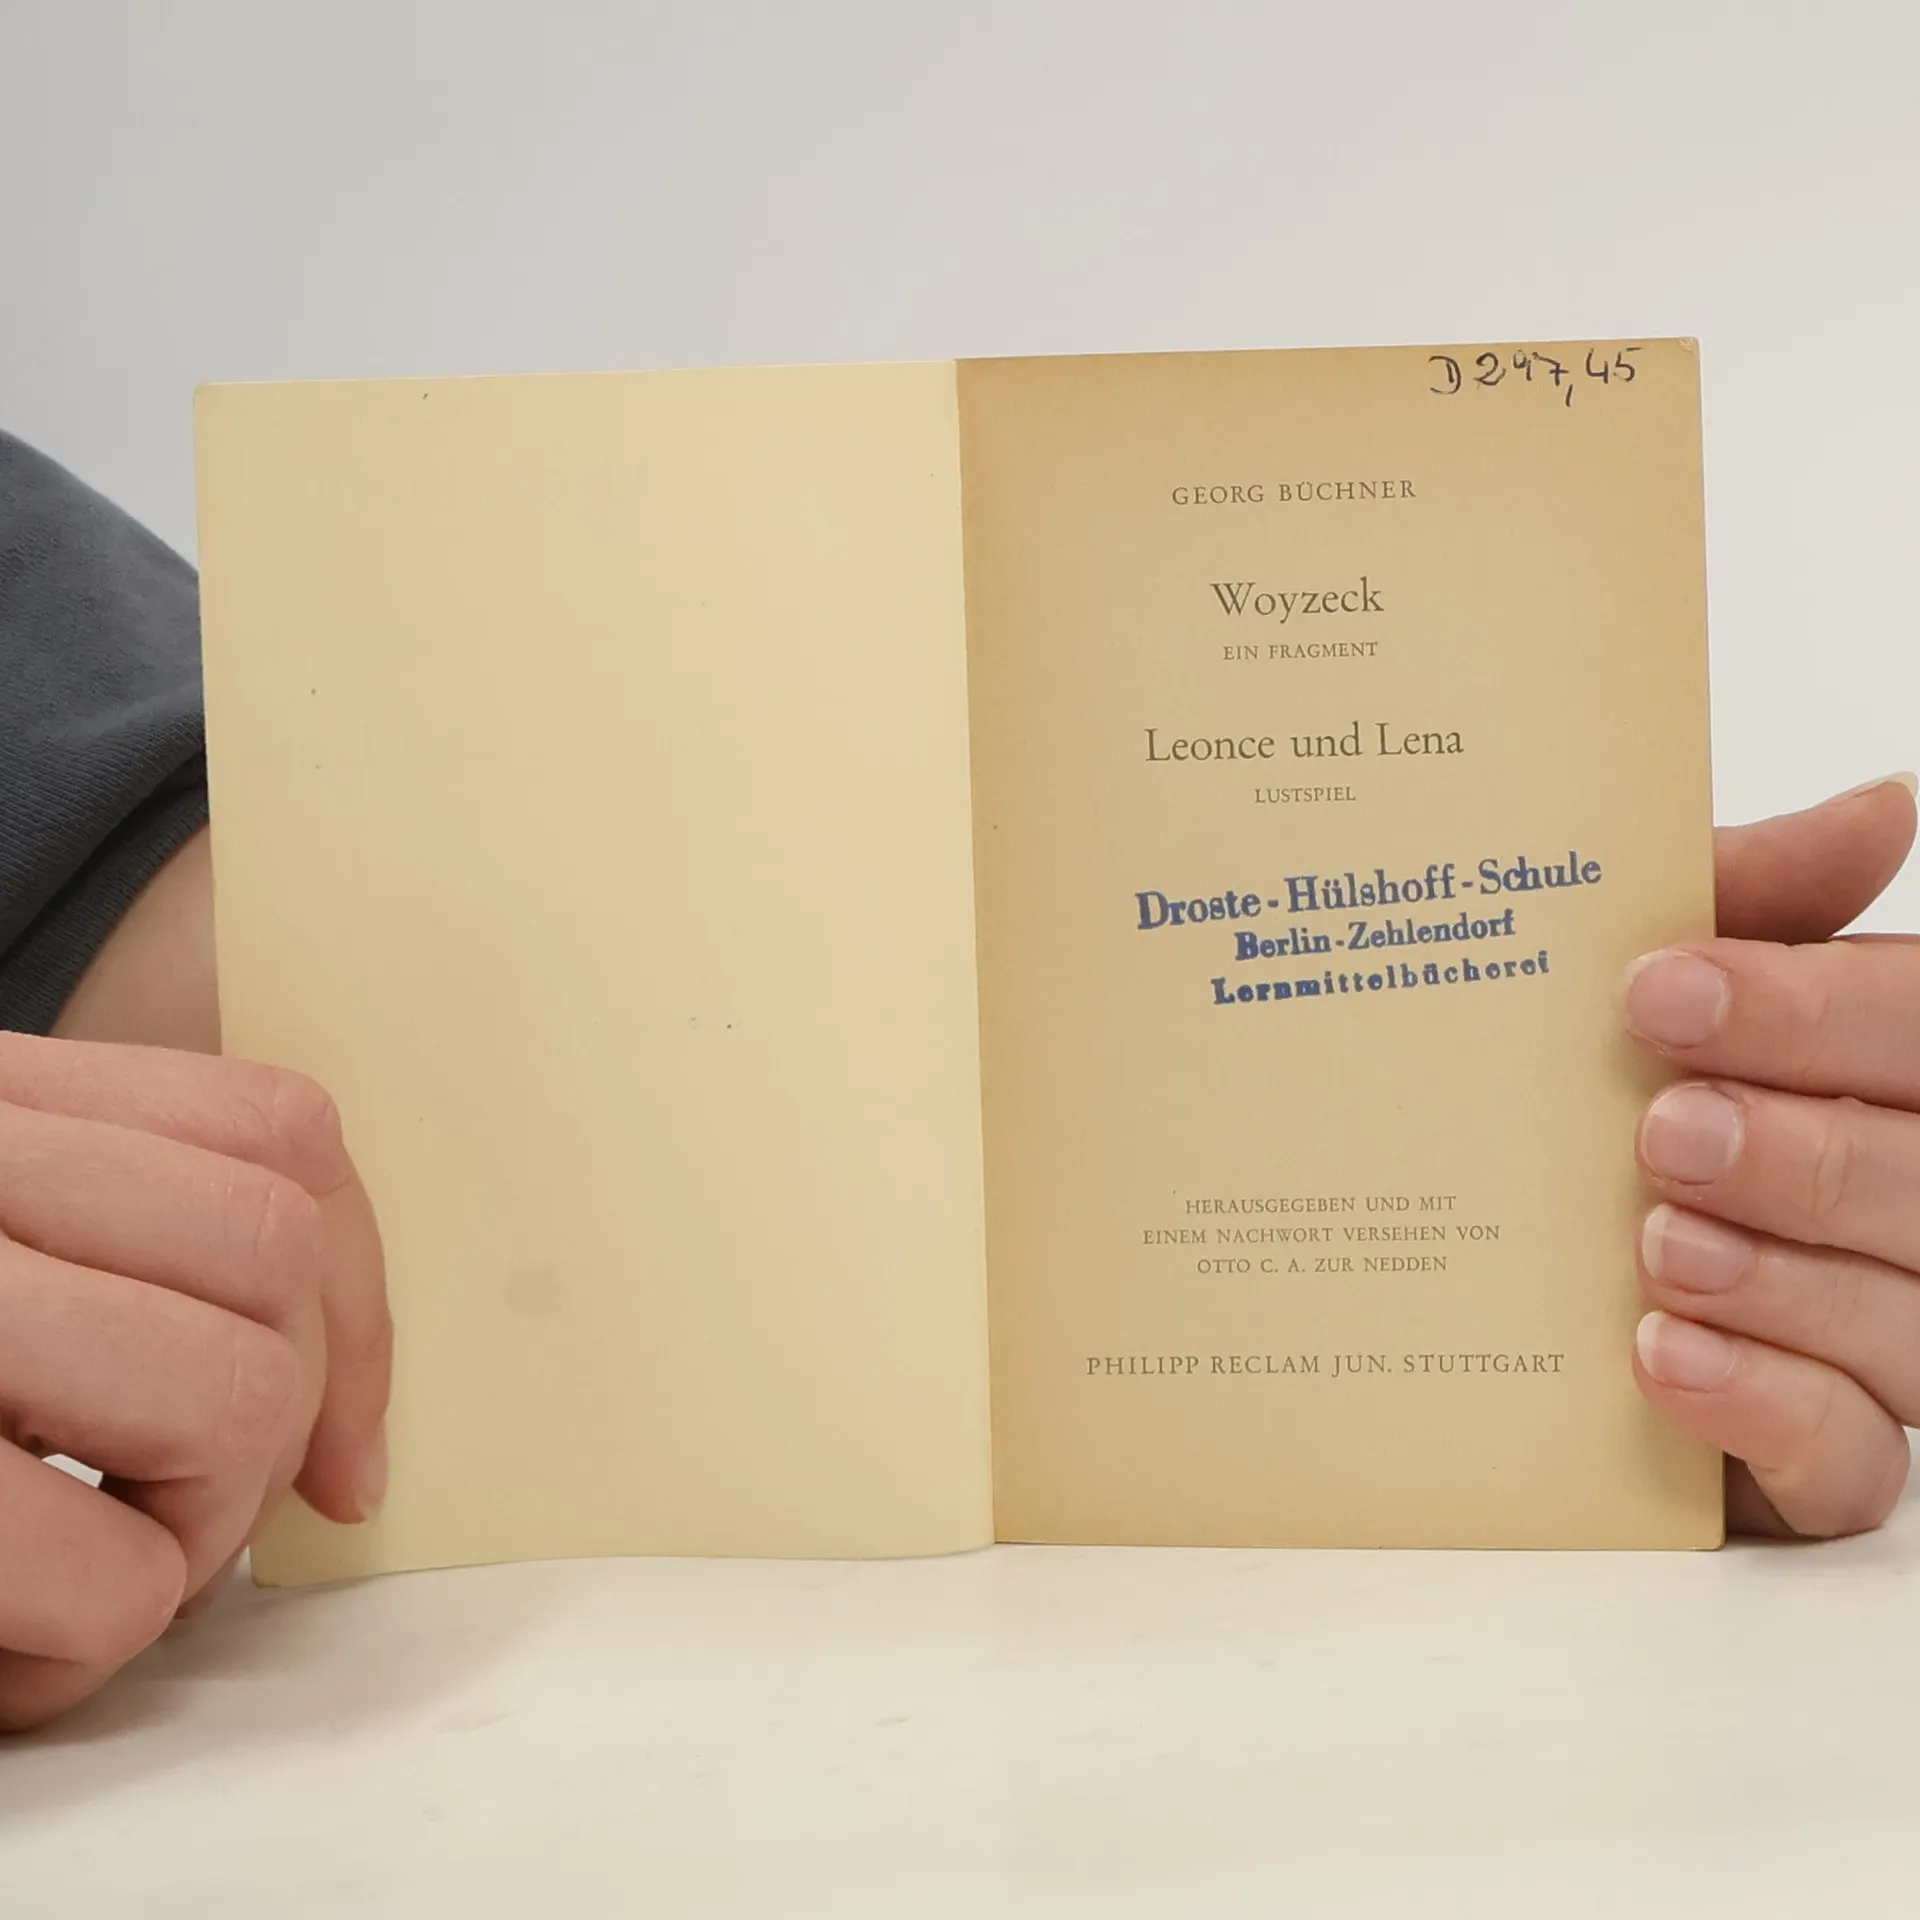 D 297,45
GEORG BÜCHNER
Woyzeck
EIN FRAGMENT
Leonce und Lena
LUSTSPIEL
Droste-Hülshoff-Schule
Berlin-Zehlendorf
Lernmittelbücherei
HERAUSGEGEBEN UND MIT
EINEM NACHWORT VERSEHEN VON
OTTO C. A. ZUR NEDDEN
PHILIPP RECLAM JUN. STUTTGART